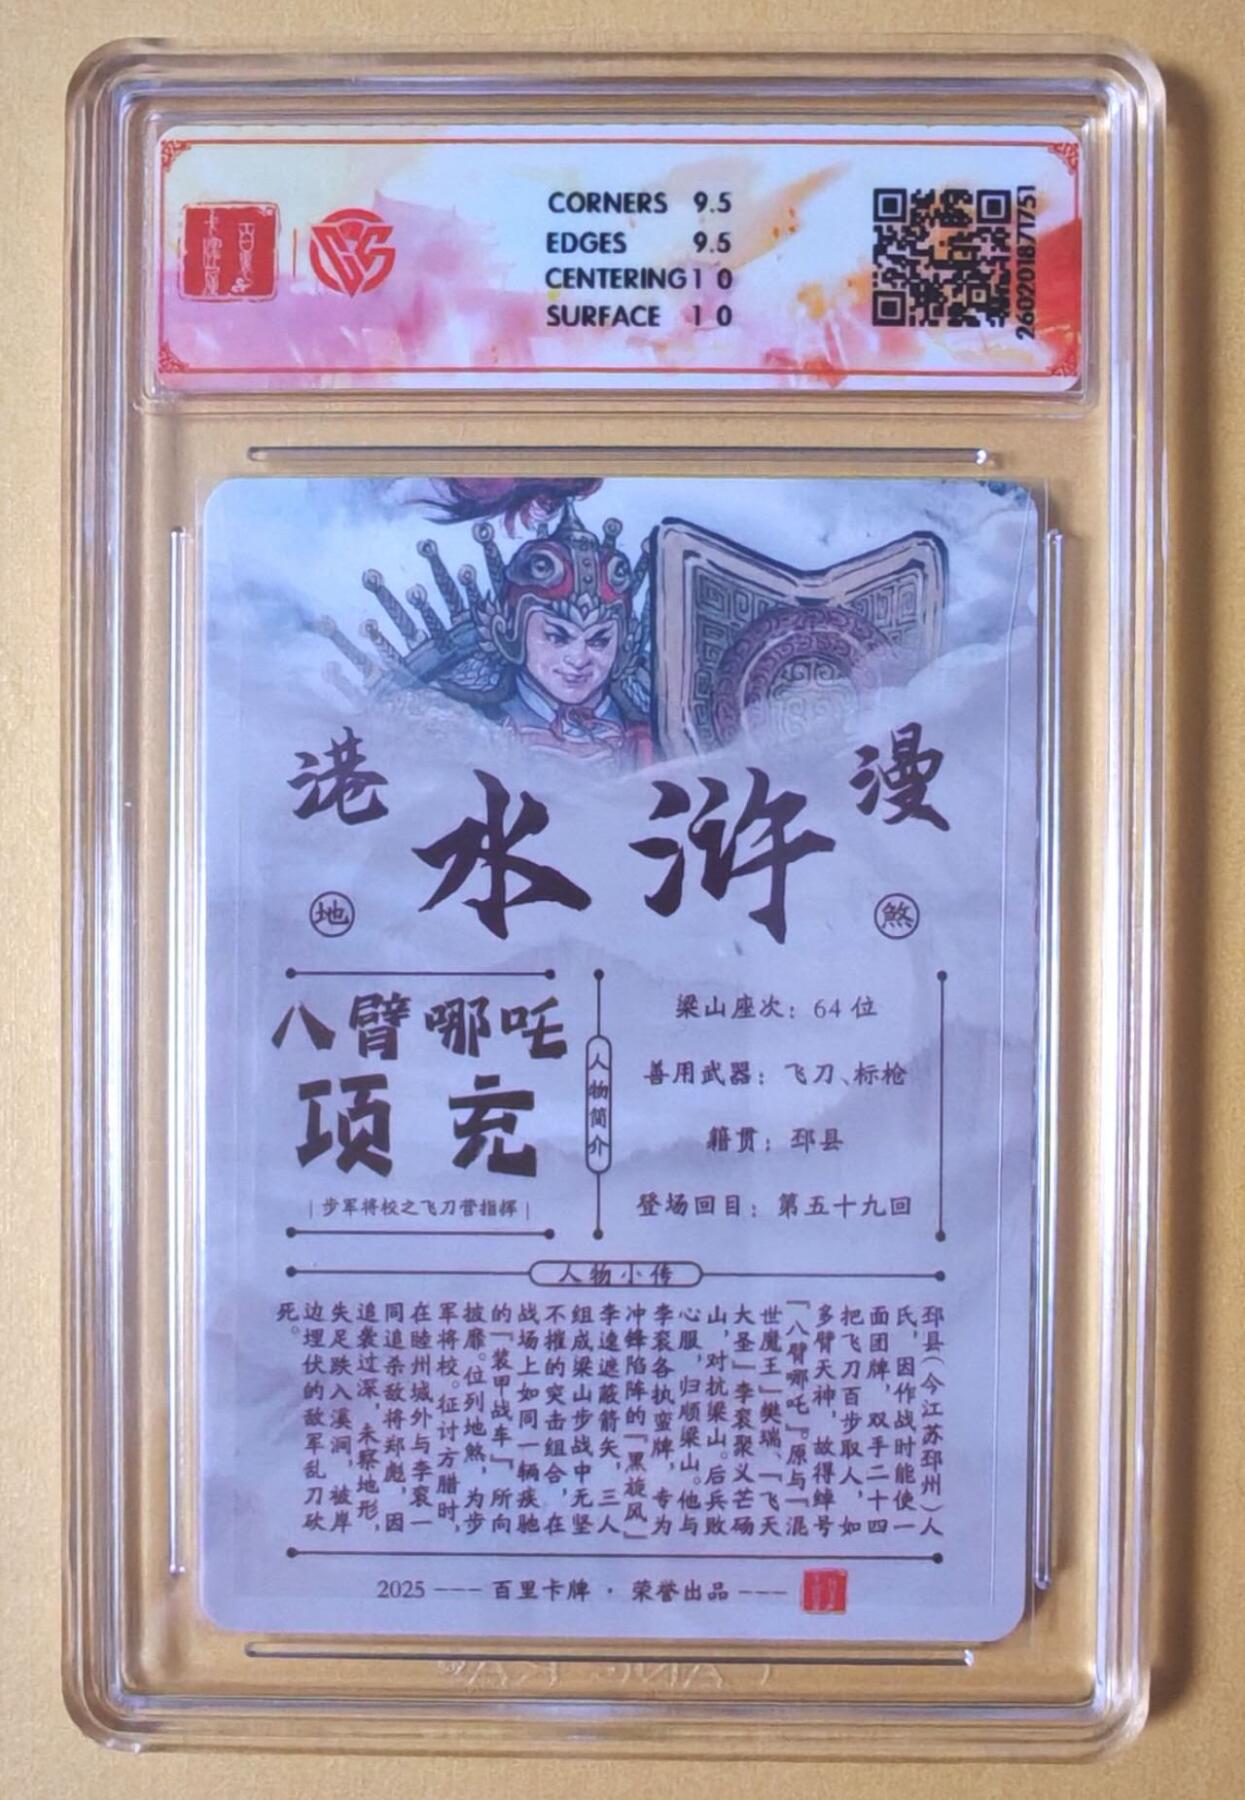 CORNERS 9.5
EDGES 9.5
CENTERING 10
SURFACE 10
260201871751
港漫
水浒
地 煞
八臂哪吒
项充
|步军将校之飞刀营指挥|
人物简介
梁山座次：64 位
善用武器：飞刀、标枪
籍贯：邳县
登场回目：第五十九回
人物小传
邳县（今江苏邳州）人
氏，因作战时能使一
面团牌，双手二十四
把飞刀百步取人，如
多臂天神，故得绰号
「八臂哪吒」。原与「混
世魔王」樊瑞、「飞天
大圣」李衮聚义芒砀
山，对抗梁山。后兵败
心服，归顺梁山。他与
李衮各执蛮牌，专为
冲锋陷阵的「黑旋风」
李逵遮蔽箭矢，三人
组成梁山步战中无坚
不摧的突击组合，在
战场上如同一辆疾驰
的「装甲战车」，所向
披靡。位列地煞，为步
军将校。征讨方腊时，
在睦州城外与李衮一
同追杀敌将郑彪，因
追袭过深，未察地形，
失足跌入溪涧，被岸
边埋伏的敌军乱刀砍
死。
2025 --- 百里卡牌 · 荣誉出品 ---